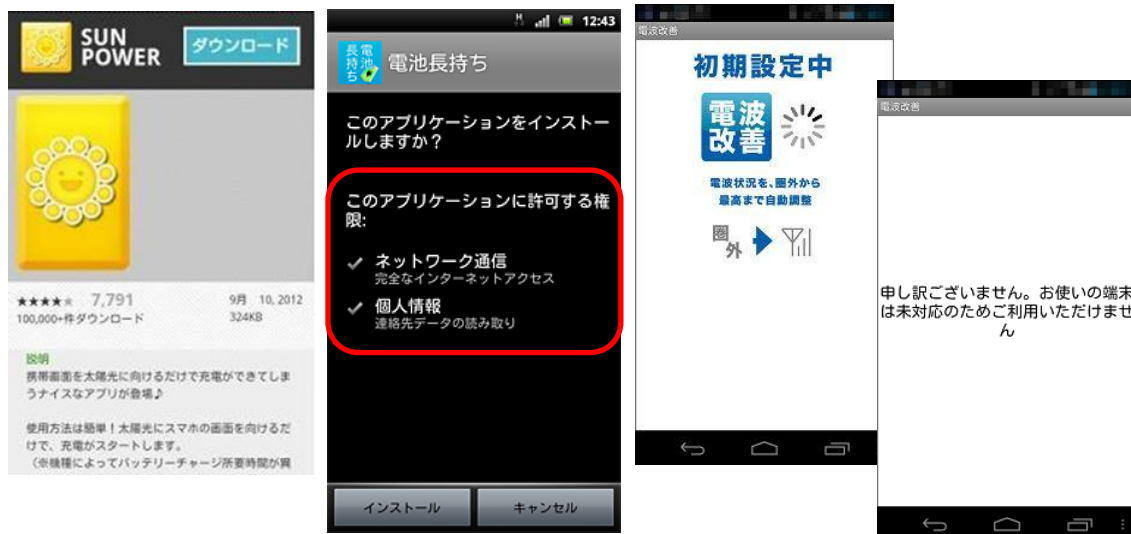 SUN
POWER
ダウンロード
★★★★★ 7,791
9月 10, 2012
100,000+件ダウンロード
324KB
説明
携帯画面を太陽光に向けるだけで充電ができてしま
うナイスなアプリが登場♪
使用方法は簡単！太陽光にスマホの画面を向けるだ
けで、充電がスタートします。
（※機種によってバッテリーチャージ所要時間が異
H
12:43
長電
持池
ち
電池長持ち
このアプリケーションをインストー
ルしますか？
このアプリケーションに許可する権
限:
ネットワーク通信
完全なインターネットアクセス
個人情報
連絡先データの読み取り
インストール
キャンセル
電波改善
初期設定中
電波
改善
電波状況を、圏外から
最高まで自動調整
圏
外
電波改善
申し訳ございません。お使いの端末
は未対応のためご利用いただけませ
ん